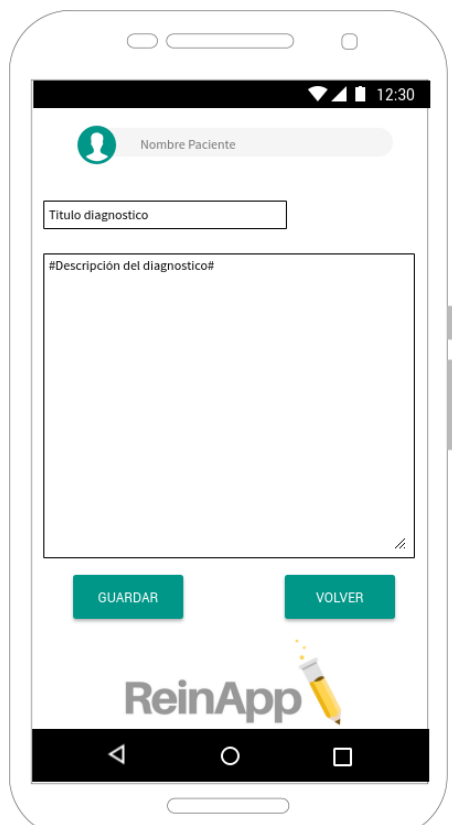 12:30
Nombre Paciente
Titulo diagnostico
#Descripción del diagnostico#
GUARDAR VOLVER
ReinApp